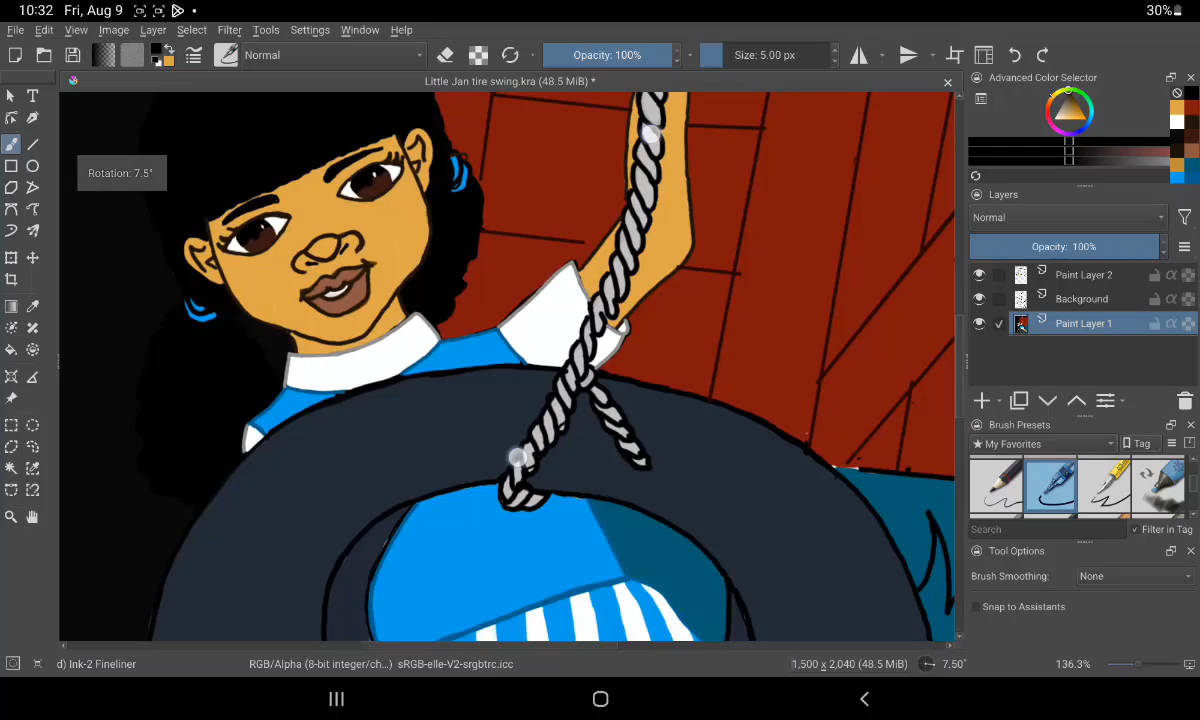 10:32 Fri, Aug 9 30%
File Edit View Image Layer Select Filter Tools Settings Window Help
Normal Opacity: 100% Size: 5.00 px
Little Jan tire swing.kra (48.5 MiB) *
Advanced Color Selector
Rotation: 7.5°
Layers
Normal
Opacity: 100%
Paint Layer 2
Background
Paint Layer 1
Brush Presets
★ My Favorites Tag
Search Filter in Tag
Tool Options
Brush Smoothing: None
Snap to Assistants
d) Ink-2 Fineliner RGB/Alpha (8-bit integer/ch...) sRGB-elle-V2-srgbtrc.icc 1,500 x 2,040 (48.5 MiB) 7.50° 136.3%